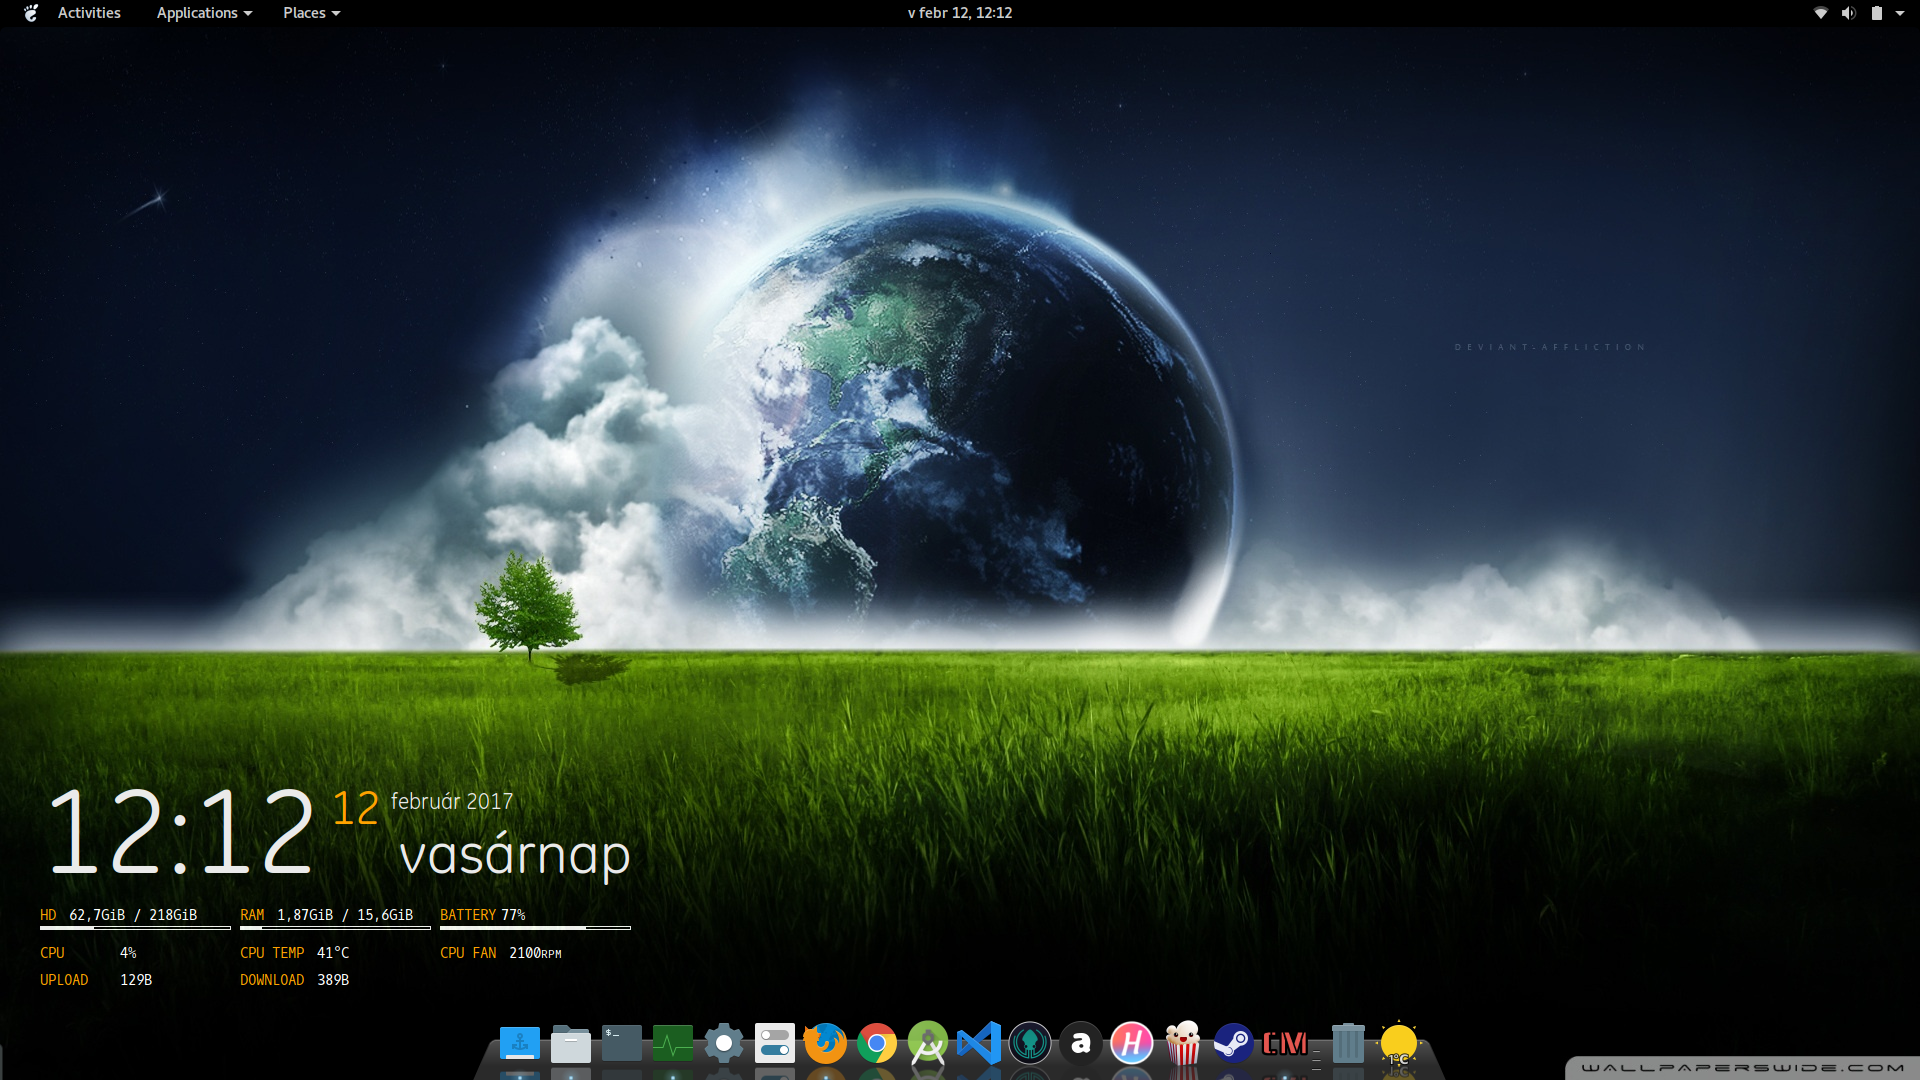 Activities Applications Places v febr 12, 12:12
DEVIANT-AFFLICTION
12:12 12 február 2017
vasárnap
HD 62,7GiB / 218GiB RAM 1,87GiB / 15,6GiB BATTERY 77%
CPU 4% CPU TEMP 41°C CPU FAN 2100RPM
UPLOAD 129B DOWNLOAD 389B
$_ a H CM 1°C
WALLPAPERSWIDE.COM